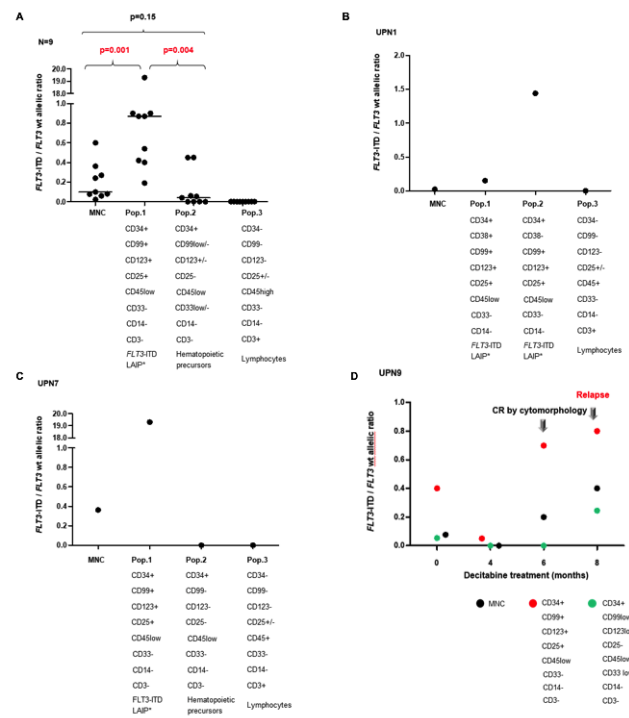 A
p=0.15
N=9
p=0.001 p=0.004
FLT3-ITD / FLT3 wt allelic ratio
20.0
19.0
18.0
1.0
0.8
0.6
0.4
0.2
0.0
MNC Pop.1 Pop.2 Pop.3
CD34+ CD34+ CD34-
CD99+ CD99low/- CD99-
CD123+ CD123+/- CD123-
CD25+ CD25- CD25+/-
CD45low CD45low CD45high
CD33- CD33low/- CD33-
CD14- CD14- CD14-
CD3- CD3- CD3+
FLT3-ITD Hematopoietic Lymphocytes
LAIP* precursors
B
UPN1
FLT3-ITD / FLT3 wt allelic ratio
2.0
1.5
1.0
0.5
0.0
MNC Pop.1 Pop.2 Pop.3
CD34+ CD34+ CD34-
CD38+ CD38- CD99-
CD99+ CD99+ CD123-
CD123+ CD123+ CD25+/-
CD25+ CD25+ CD45+
CD45low CD45low CD33-
CD33- CD33- CD14-
CD14- CD14- CD3+
FLT3-ITD FLT3-ITD Lymphocytes
LAIP* LAIP*
C
UPN7
FLT3-ITD / FLT3 wt allelic ratio
20.0
19.0
18.0
1.0
0.8
0.6
0.4
0.2
0.0
MNC Pop.1 Pop.2 Pop.3
CD34+ CD34+ CD34-
CD99+ CD99- CD99-
CD123+ CD123- CD123-
CD25+ CD25- CD25+/-
CD45low CD45low CD45+
CD33- CD33- CD33-
CD14- CD14- CD14-
CD3- CD3- CD3+
FLT3-ITD Hematopoietic Lymphocytes
LAIP* precursors
D
UPN9
Relapse
CR by cytomorphology
FLT3-ITD / FLT3 wt allelic ratio
1.0
0.8
0.6
0.4
0.2
0.0
0 4 6 8
Decitabine treatment (months)
MNC CD34+ CD34+
CD99+ CD99low
CD123+ CD123lo
CD25+ CD25-
CD45low CD45low
CD33- CD33 low
CD14- CD14-
CD3- CD3-